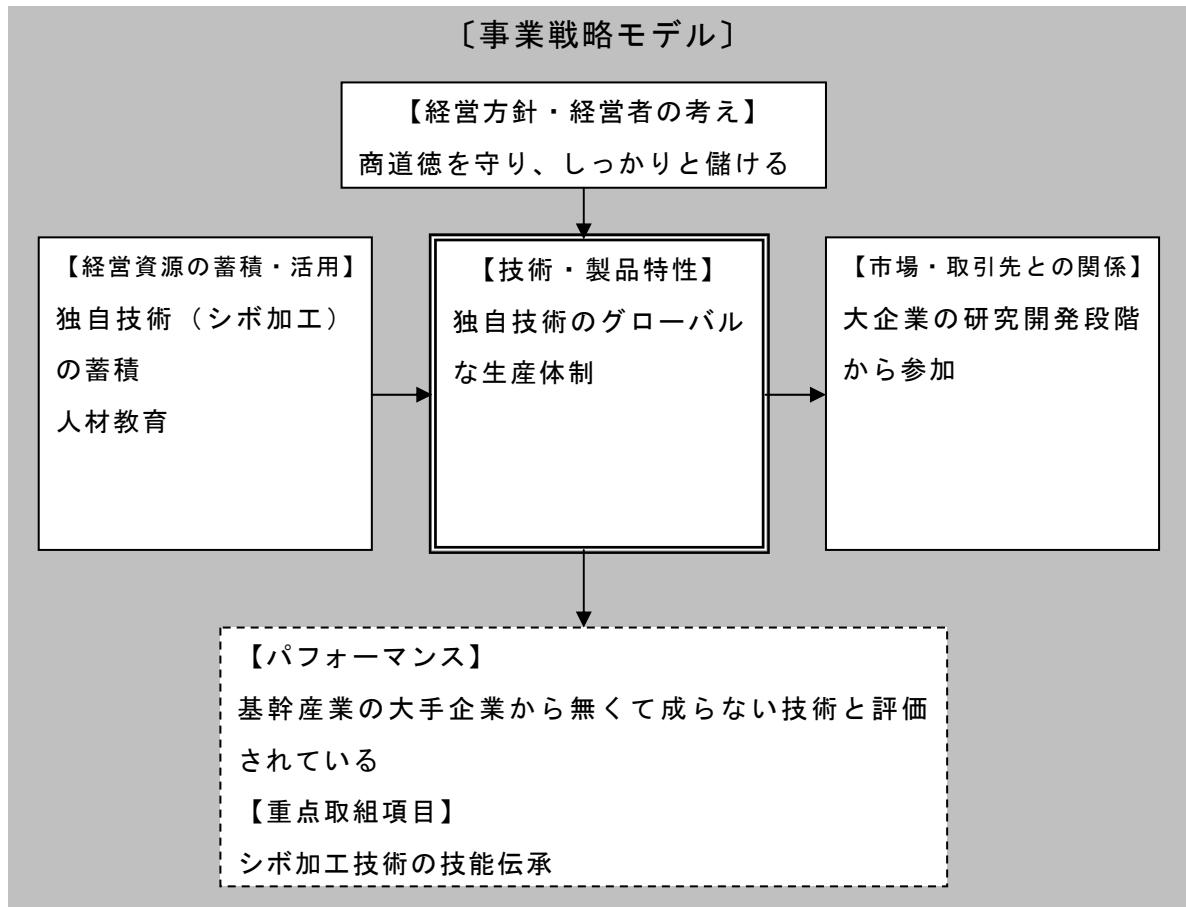 〔事業戦略モデル〕
【経営方針・経営者の考え】
商道徳を守り、しっかりと儲ける
【経営資源の蓄積・活用】
独自技術（シボ加工）
の蓄積
人材教育
【技術・製品特性】
独自技術のグローバル
な生産体制
【市場・取引先との関係】
大企業の研究開発段階
から参加
【パフォーマンス】
基幹産業の大手企業から無くて成らない技術と評価
されている
【重点取組項目】
シボ加工技術の技能伝承